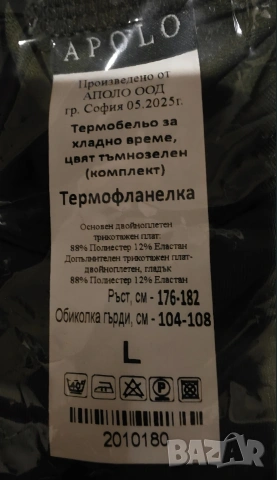 APOLO
Произведено от
АПОЛО ООД
гр. София 05.2025г.
Термобельо за
хладно време,
цвят тъмнозелен
(комплект)
Термофланелка
Основен двойноплетен
трикотажен плат:
88% Полиестер 12% Еластан
Допълнителен трикотажен плат-
двойноплетен, гладък
88% Полиестер 12% Еластан
Ръст, см - 176-182
Обиколка гърди, см - 104-108
L
2010180
BAZAR